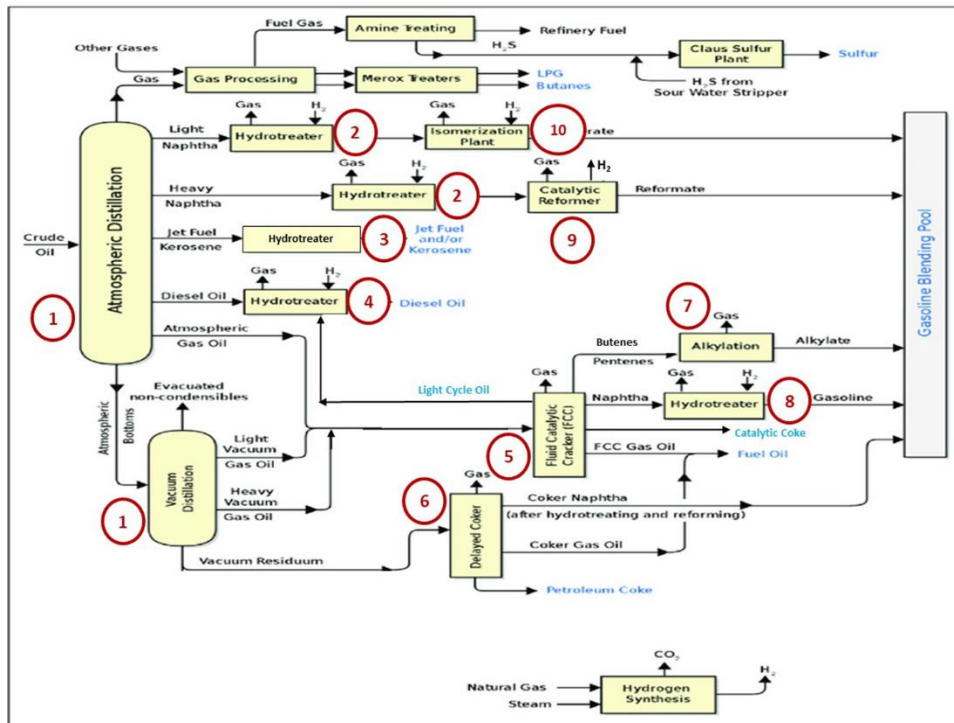 Fuel Gas
Amine Treating
Refinery Fuel
Other Gases
H2S
Claus Sulfur
Plant
Sulfur
Gas
Gas Processing
Merox Treaters
LPG
Butanes
H2S from
Sour Water Stripper
Gas
H2
Gas
H2
Light
Naphtha
Hydrotreater
2
Isomerization
Plant
10
rate
Gas
H2
Gas
H2
Heavy
Naphtha
Hydrotreater
2
Catalytic
Reformer
Reformate
9
Atmospheric Distillation
Crude
Oil
Jet Fuel
Kerosene
Hydrotreater
3
Jet Fuel
and/or
Kerosene
Gas
H2
Diesel Oil
Hydrotreater
4
Diesel Oil
1
Atmospheric
Gas Oil
Gasoline Blending Pool
7
Gas
Butenes
Pentenes
Alkylation
Alkylate
Light Cycle Oil
Gas
Gas
H2
Naphtha
Hydrotreater
8
Gasoline
Fluid Catalytic
Cracker (FCC)
5
Catalytic Coke
FCC Gas Oil
Fuel Oil
Atmospheric
Bottoms
Evacuated
non-condensibles
Light
Vacuum
Gas Oil
Vacuum
Distillation
Heavy
Vacuum
Gas Oil
1
6
Gas
Delayed Coker
Coker Naphtha
(after hydrotreating and reforming)
Coker Gas Oil
Vacuum Residuum
Petroleum Coke
CO2
H2
Natural Gas
Steam
Hydrogen
Synthesis